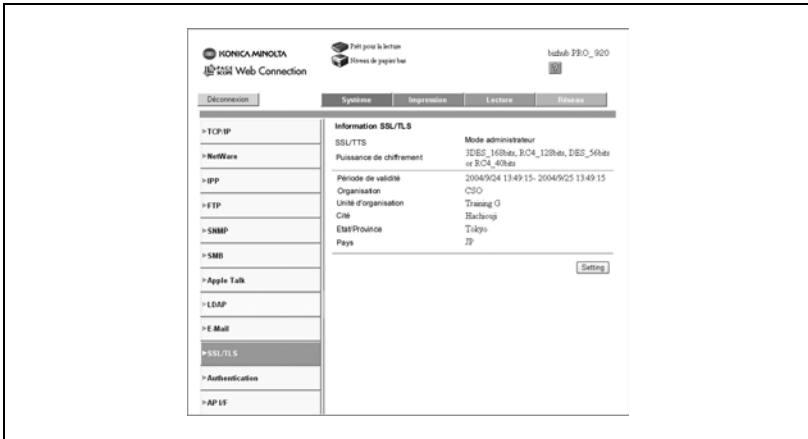 KONICA MINOLTA
PAGE SCOPE Web Connection
Prêt pour la lecture
Niveau de papier bas
bizhub PRO_920
?
Déconnexion
Système Impression Lecture Réseau
>TCP/IP
>NetWare
>IPP
>FTP
>SNMP
>SMB
>Apple Talk
>LDAP
>E-Mail
>SSL/TLS
>Authentication
>AP I/F
Information SSL/TLS
SSL/TTS Mode administrateur
Puissance de chiffrement 3DES_168bits, RC4_128bits, DES_56bits
or RC4_40bits
Période de validité 2004/9/24 13:49:15- 2004/9/25 13:49:15
Organisation CSO
Unité d'organisation Training G
Cité Hachiouji
Etat/Province Tokyo
Pays JP
Setting